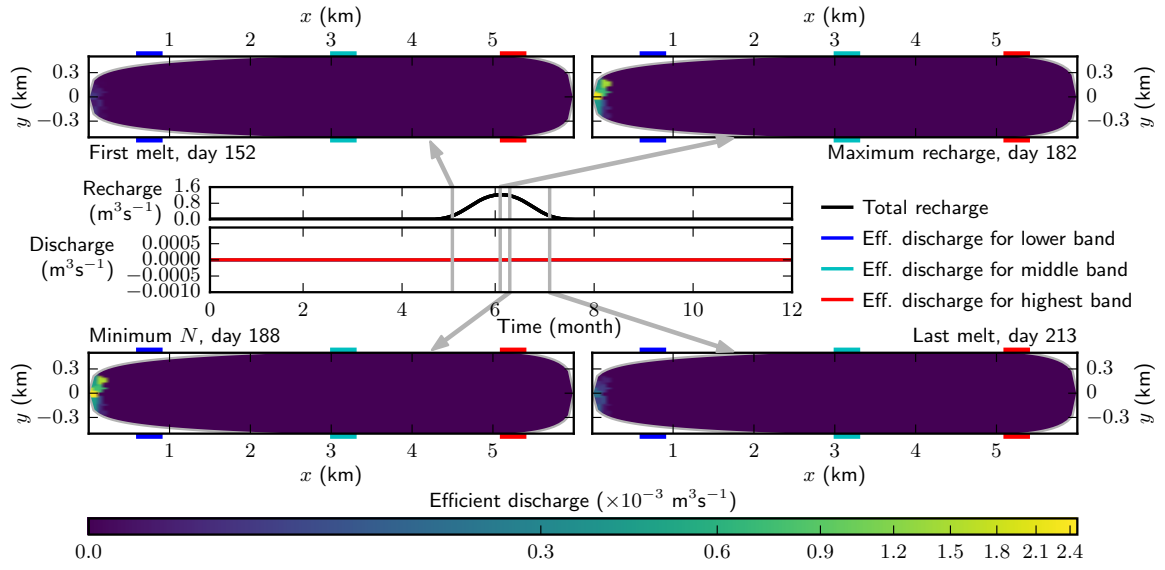 x (km) x (km)
1 2 3 4 5 1 2 3 4 5
y (km) 0.3 0 −0.3 0.3 0 −0.3 y (km)
First melt, day 152 Maximum recharge, day 182
Recharge
(m³s⁻¹)
1.6
0.8
0.0
Discharge
(m³s⁻¹)
0.0005
0.0000
−0.0005
−0.0010
0 2 4 6 8 10 12
Time (month)
Total recharge
Eff. discharge for lower band
Eff. discharge for middle band
Eff. discharge for highest band
Minimum N, day 188 Last melt, day 213
y (km) 0.3 0 −0.3 0.3 0 −0.3 y (km)
1 2 3 4 5 1 2 3 4 5
x (km) x (km)
Efficient discharge (×10⁻³ m³s⁻¹)
0.0 0.3 0.6 0.9 1.2 1.5 1.8 2.1 2.4